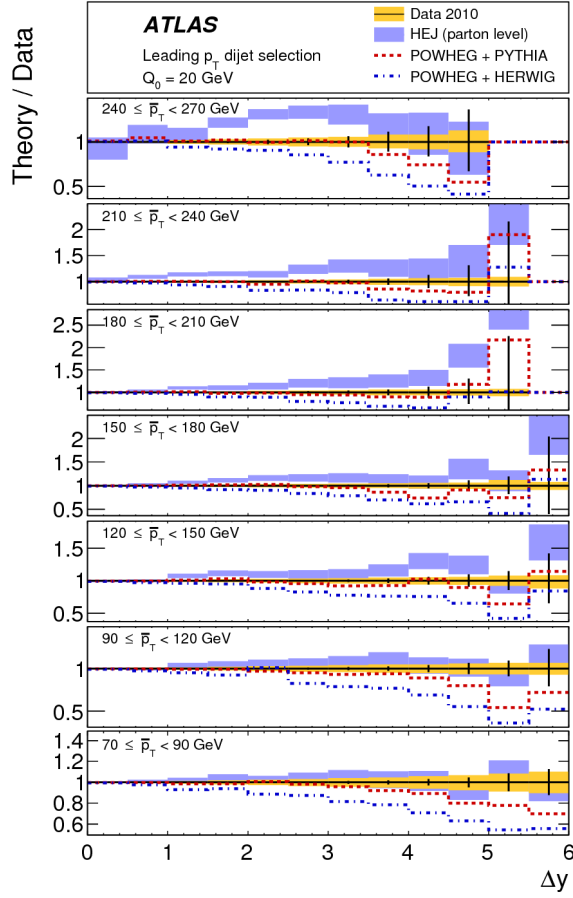 ATLAS
Leading p_T dijet selection
Q_0 = 20 GeV
Data 2010
HEJ (parton level)
POWHEG + PYTHIA
POWHEG + HERWIG
Theory / Data
240 ≤ p̅_T < 270 GeV
1
0.5
210 ≤ p̅_T < 240 GeV
2
1.5
1
180 ≤ p̅_T < 210 GeV
2.5
2
1.5
1
150 ≤ p̅_T < 180 GeV
2
1.5
1
0.5
120 ≤ p̅_T < 150 GeV
1.5
1
0.5
90 ≤ p̅_T < 120 GeV
1
0.5
70 ≤ p̅_T < 90 GeV
1.4
1.2
1
0.8
0.6
0 1 2 3 4 5 6
Δy